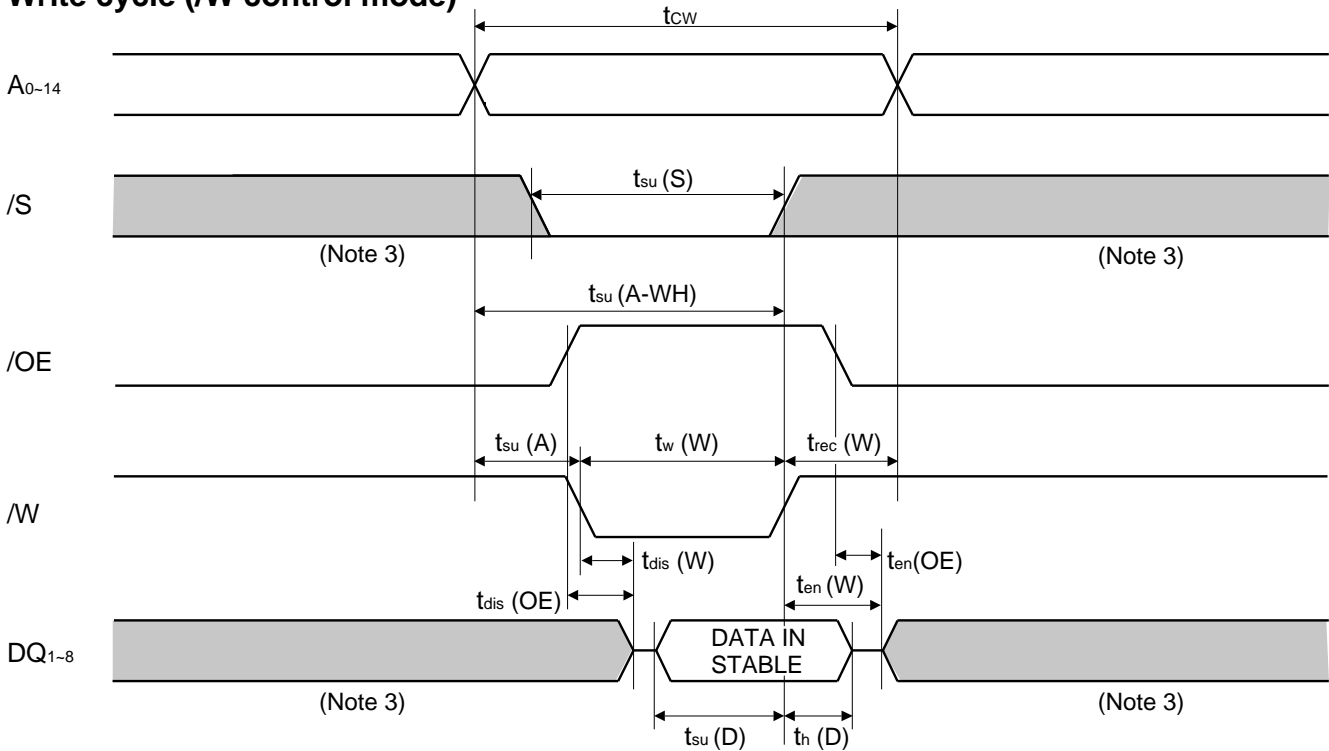 Write cycle (/W control mode)
tCW
A0~14
tsu (S)
/S
(Note 3)
(Note 3)
tsu (A-WH)
/OE
tsu (A)
tw (W)
trec (W)
/W
tdis (W)
ten(OE)
tdis (OE)
ten (W)
DQ1~8
DATA IN
STABLE
(Note 3)
(Note 3)
tsu (D)
th (D)